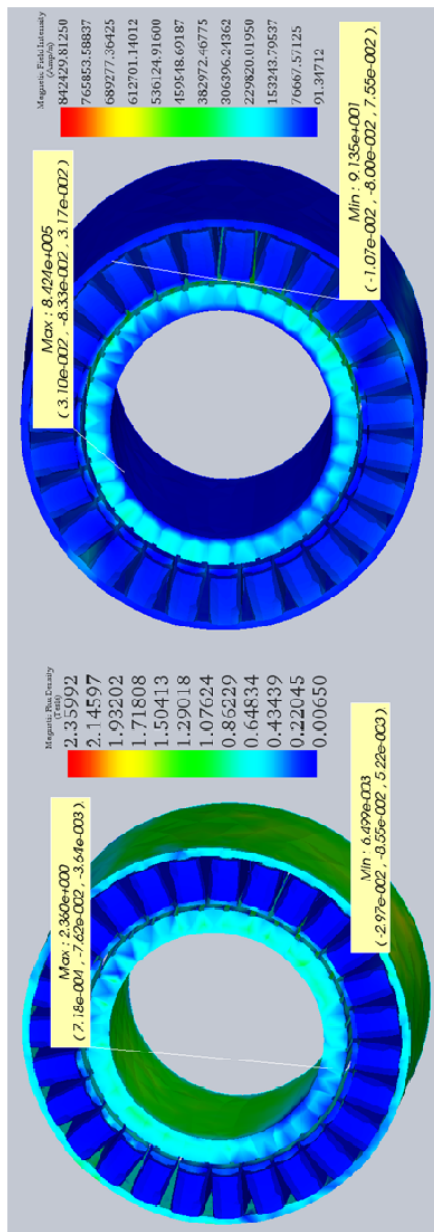 Magnetic Flux Density
(Tesla)
2.35992
2.14597
1.93202
1.71808
1.50413
1.29018
1.07624
0.86229
0.64834
0.43439
0.22045
0.00650
Max : 2.360e+000
( 7.18e-004 , -7.62e-002 , -3.64e-003 )
Min : 6.499e-003
( -2.97e-002 , -8.55e-002 , 5.22e-003 )
Magnetic Field Intensity
(Amp/m)
842429.81250
765853.58837
689277.36425
612701.14012
536124.91600
459548.69187
382972.46775
306396.24362
229820.01950
153243.79537
76667.57125
91.34712
Max : 8.424e+005
( 3.10e-002 , -8.33e-002 , 3.17e-002 )
Min : 9.135e+001
( -1.07e-002 , -8.00e-002 , 7.55e-002 )